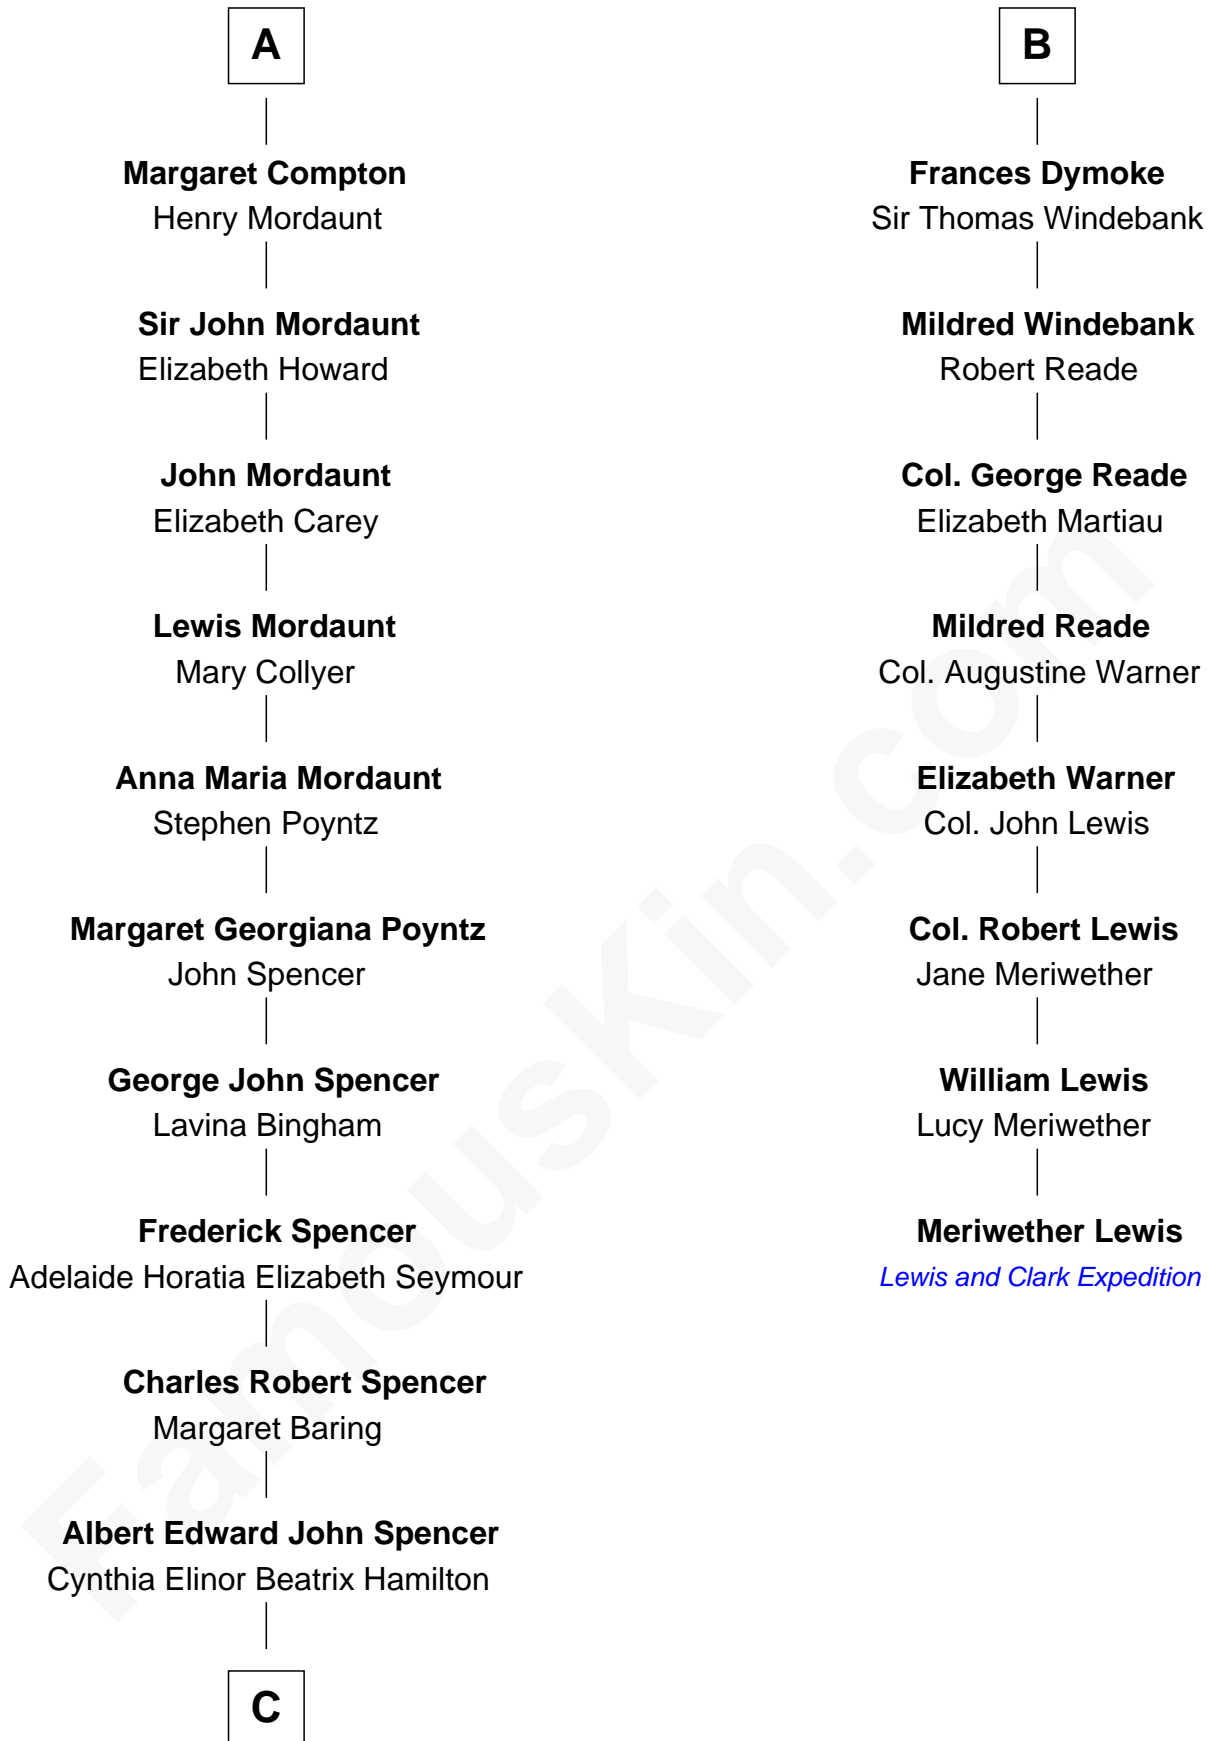 A
Margaret Compton
Henry Mordaunt
Sir John Mordaunt
Elizabeth Howard
John Mordaunt
Elizabeth Carey
Lewis Mordaunt
Mary Collyer
Anna Maria Mordaunt
Stephen Poyntz
Margaret Georgiana Poyntz
John Spencer
George John Spencer
Lavina Bingham
Frederick Spencer
Adelaide Horatia Elizabeth Seymour
Charles Robert Spencer
Margaret Baring
Albert Edward John Spencer
Cynthia Elinor Beatrix Hamilton
C
B
Frances Dymoke
Sir Thomas Windebank
Mildred Windebank
Robert Reade
Col. George Reade
Elizabeth Martiau
Mildred Reade
Col. Augustine Warner
Elizabeth Warner
Col. John Lewis
Col. Robert Lewis
Jane Meriwether
William Lewis
Lucy Meriwether
Meriwether Lewis
Lewis and Clark Expedition
FamousKin.com